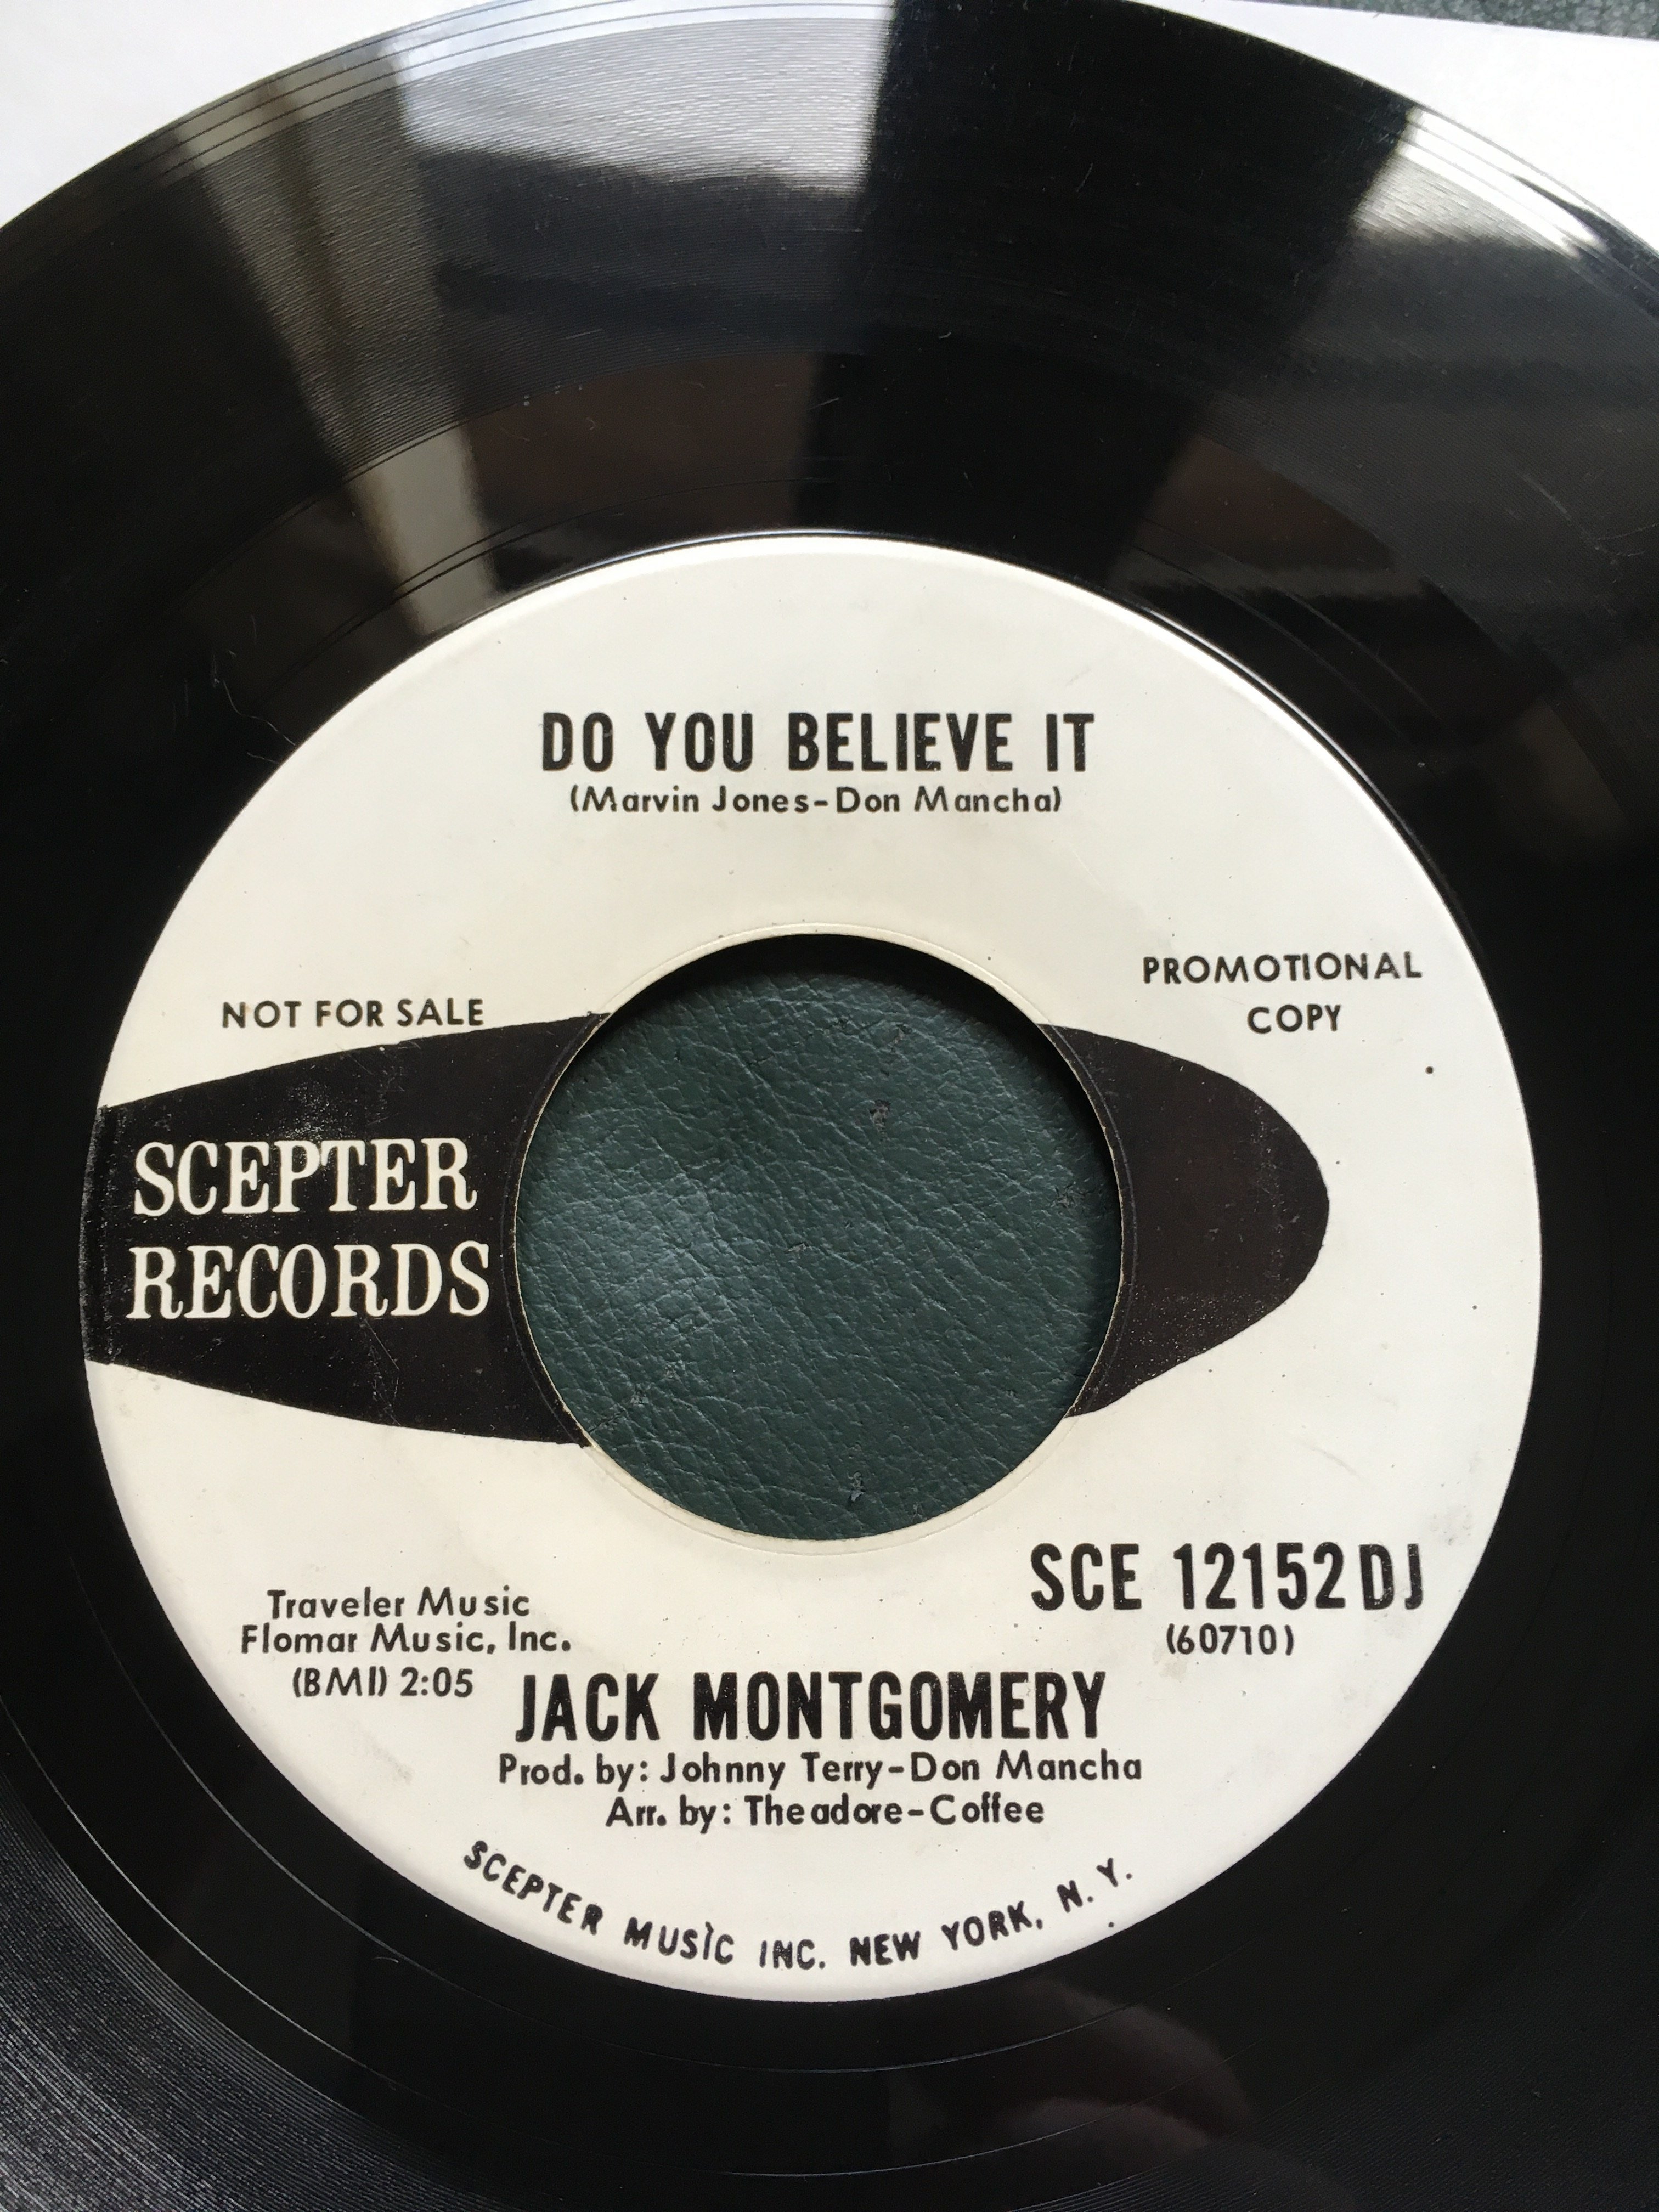 DO YOU BELIEVE IT
(Marvin Jones-Don Mancha)
NOT FOR SALE
PROMOTIONAL
COPY
SCEPTER
RECORDS
Traveler Music
Flomar Music, Inc.
(BMI) 2:05
SCE 12152 DJ
(60710)
JACK MONTGOMERY
Prod. by: Johnny Terry-Don Mancha
Arr. by: Theadore-Coffee
SCEPTER MUSIC INC. NEW YORK, N. Y.